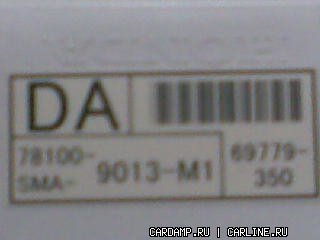 DA
78100-
SMA- 9013-M1
69779-
350
CARDAMP.RU | CARLINE.RU